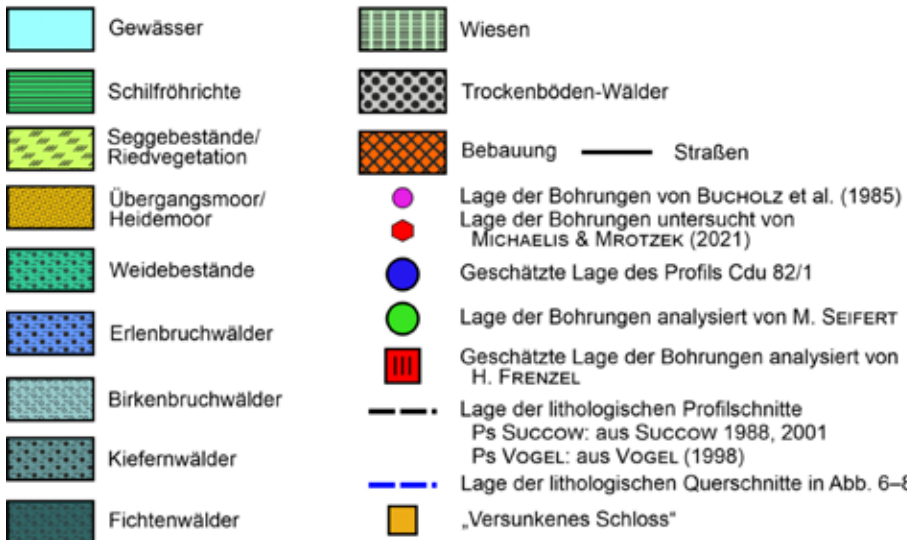 Gewässer
Schilfröhrichte
Seggebestände/
Riedvegetation
Übergangsmoor/
Heidemoor
Weidebestände
Erlenbruchwälder
Birkenbruchwälder
Kiefernwälder
Fichtenwälder
Wiesen
Trockenböden-Wälder
Bebauung Straßen
Lage der Bohrungen von BUCHOLZ et al. (1985)
Lage der Bohrungen untersucht von
MICHAELIS & MROTZEK (2021)
Geschätzte Lage des Profils Cdu 82/1
Lage der Bohrungen analysiert von M. SEIFERT
Geschätzte Lage der Bohrungen analysiert von
H. FRENZEL
Lage der lithologischen Profilschnitte
Ps SUCCOW: aus SUCCOW 1988, 2001
Ps VOGEL: aus VOGEL (1998)
Lage der lithologischen Querschnitte in Abb. 6–8
„Versunkenes Schloss“